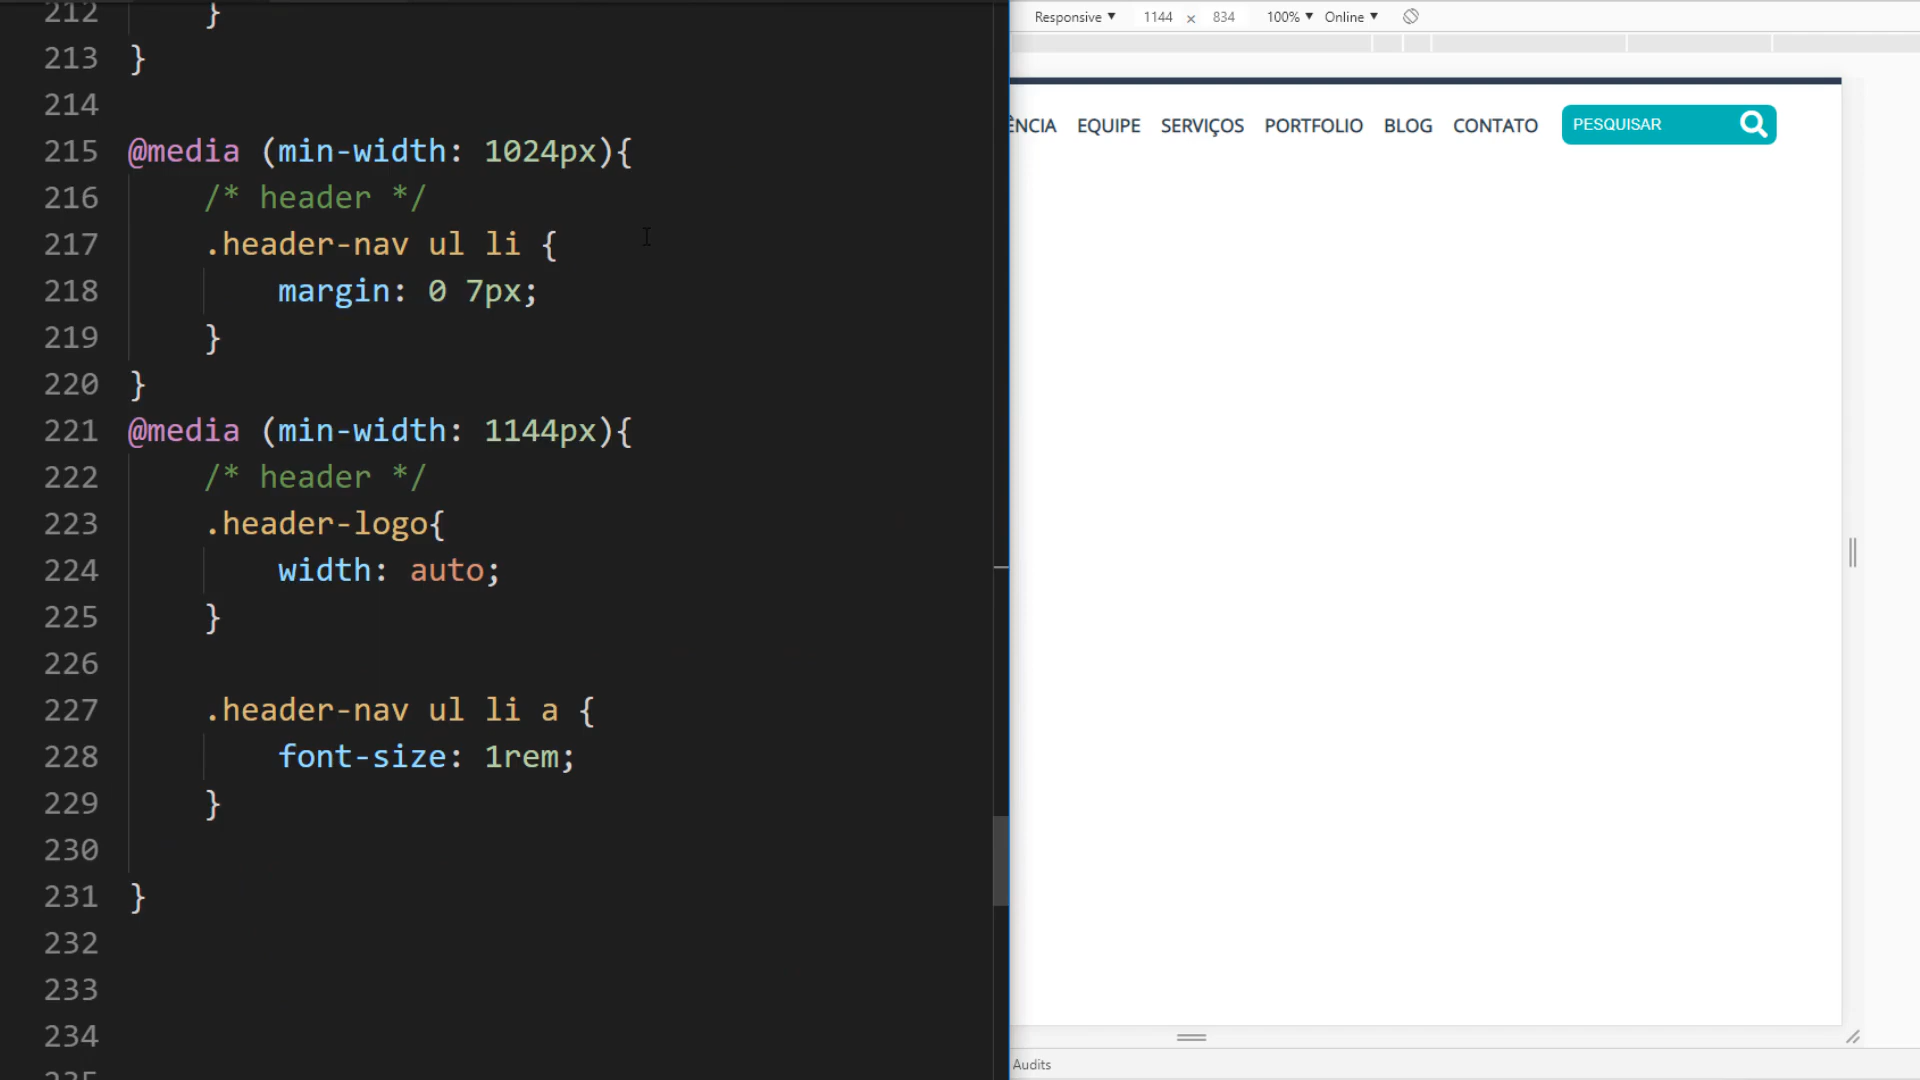 212 }
213 }
214
215 @media (min-width: 1024px){
216 /* header */
217 .header-nav ul li {
218 margin: 0 7px;
219 }
220 }
221 @media (min-width: 1144px){
222 /* header */
223 .header-logo{
224 width: auto;
225 }
226
227 .header-nav ul li a {
228 font-size: 1rem;
229 }
230
231 }
232
233
234
235
Responsive ▼ 1144 x 834 100% ▼ Online ▼
ÊNCIA EQUIPE SERVIÇOS PORTFOLIO BLOG CONTATO PESQUISAR
Audits